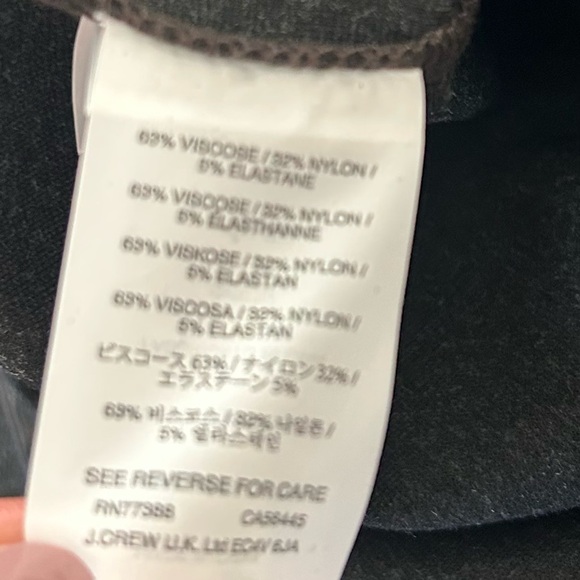 63% VISCOSE / 32% NYLON /
5% ELASTANE
63% VISCOSE / 32% NYLON /
5% ELASTHANNE
63% VISKOSE / 32% NYLON /
5% ELASTAN
63% VISCOSA / 32% NYLON /
5% ELASTAN
ビスコース 63% / ナイロン 32% /
エラステーン 5%
63% 비스코스 / 32% 나일론 /
5% 엘라스테인
SEE REVERSE FOR CARE
RN77388 CA56445
J.CREW U.K. Ltd EC4V 6JA